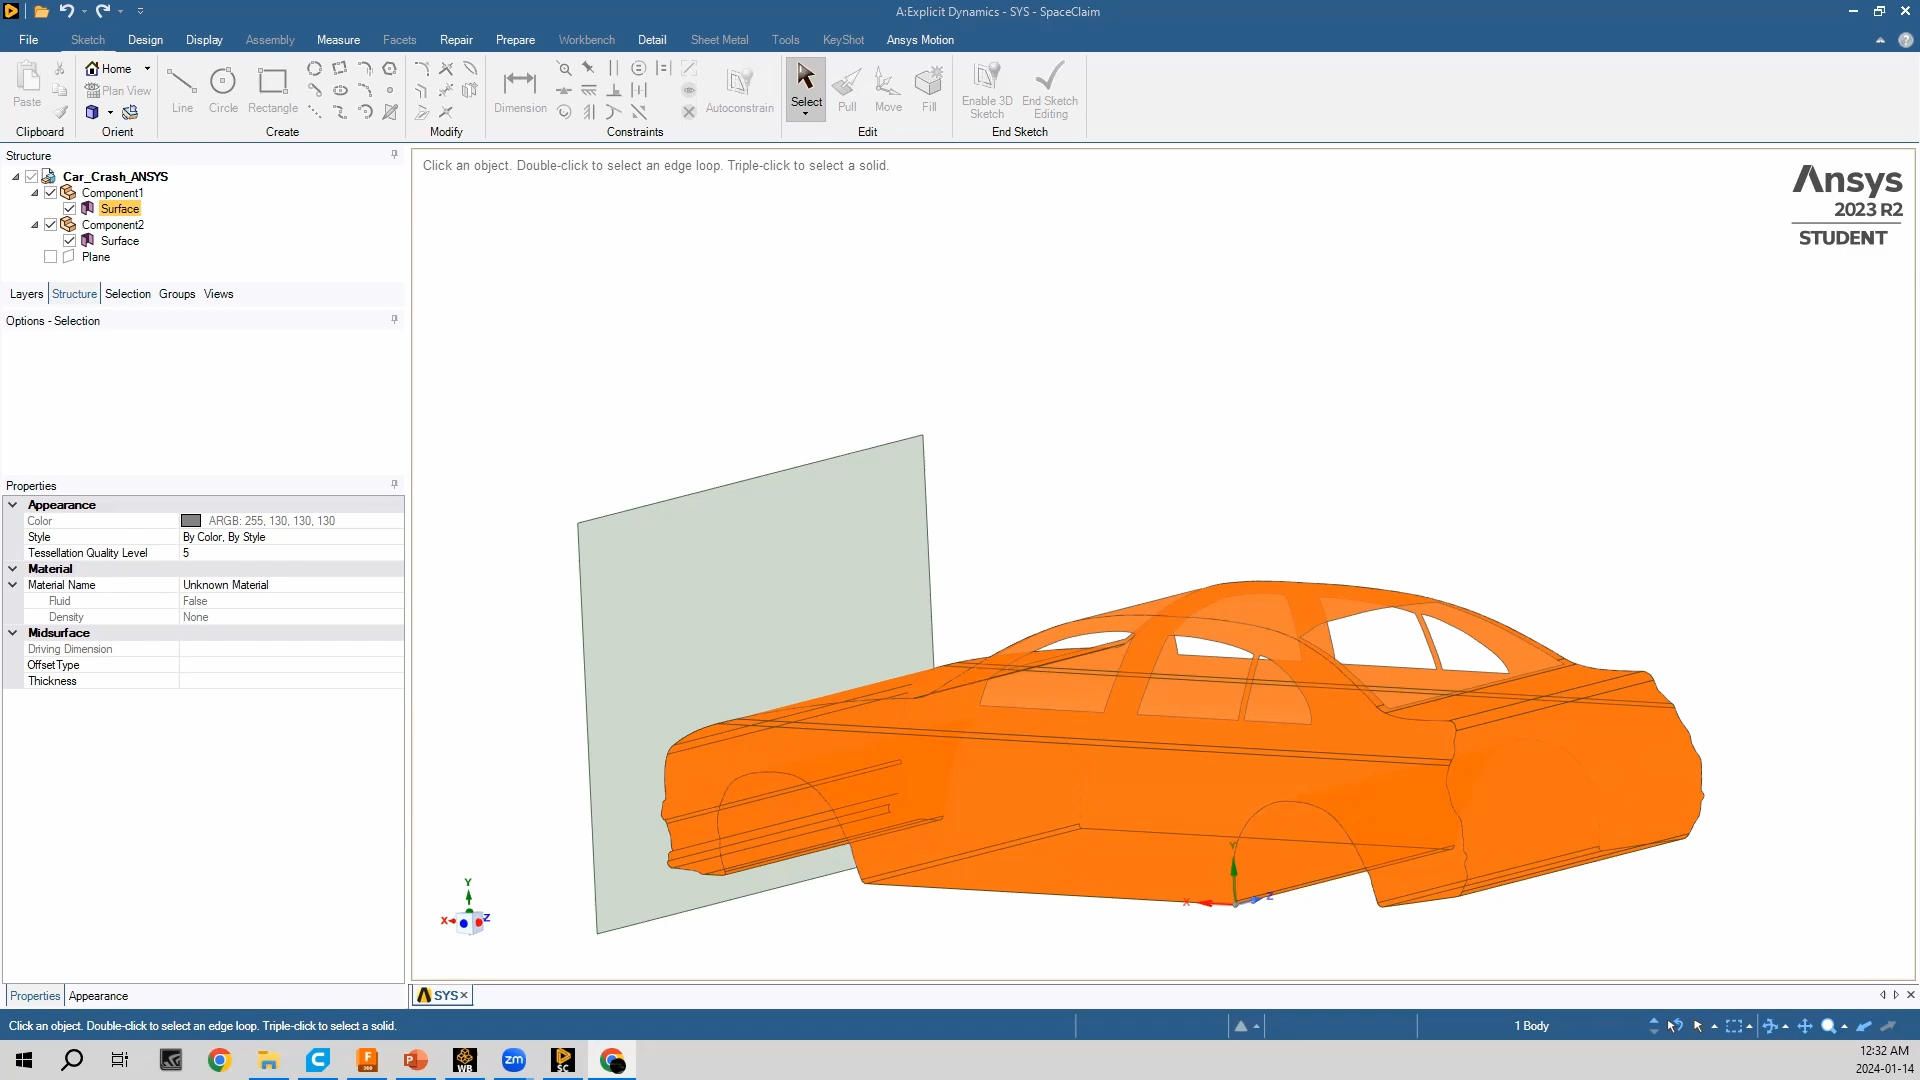 A:Explicit Dynamics - SYS - SpaceClaim
File Sketch Design Display Assembly Measure Facets Repair Prepare Workbench Detail Sheet Metal Tools KeyShot Ansys Motion
Paste
Clipboard
Home
Plan View
Orient
Line
Circle
Rectangle
Create
Modify
Dimension
Autoconstrain
Constraints
Select
Pull
Move
Fill
Edit
Enable 3D
Sketch
End Sketch
Editing
End Sketch
Structure
Car_Crash_ANSYS
Component1
Surface
Component2
Surface
Plane
Layers Structure Selection Groups Views
Options - Selection
Properties
Appearance
Color ARGB: 255, 130, 130, 130
Style By Color, By Style
Tessellation Quality Level 5
Material
Material Name Unknown Material
Fluid False
Density None
Midsurface
Driving Dimension
OffsetType
Thickness
Properties Appearance
Click an object. Double-click to select an edge loop. Triple-click to select a solid.
Ansys
2023 R2
STUDENT
Y
X
Z
Y
X
Z
SYS
Click an object. Double-click to select an edge loop. Triple-click to select a solid.
1 Body
F
360
P
WB
zm
SC
12:32 AM
2024-01-14